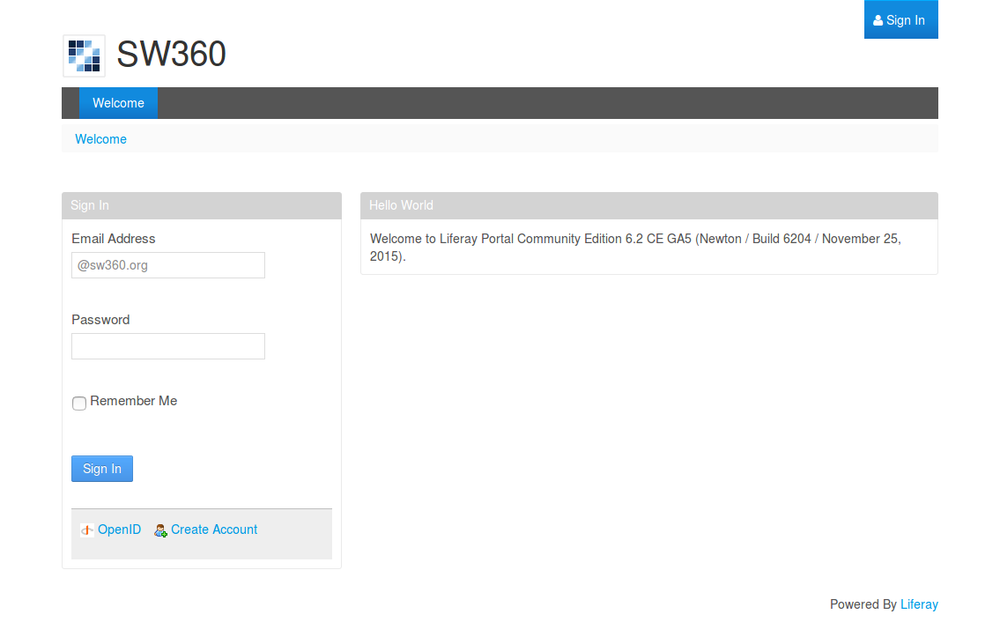 Sign In
SW360
Welcome
Welcome
Sign In
Email Address
@sw360.org
Password
Remember Me
Sign In
OpenID Create Account
Hello World
Welcome to Liferay Portal Community Edition 6.2 CE GA5 (Newton / Build 6204 / November 25,
2015).
Powered By Liferay